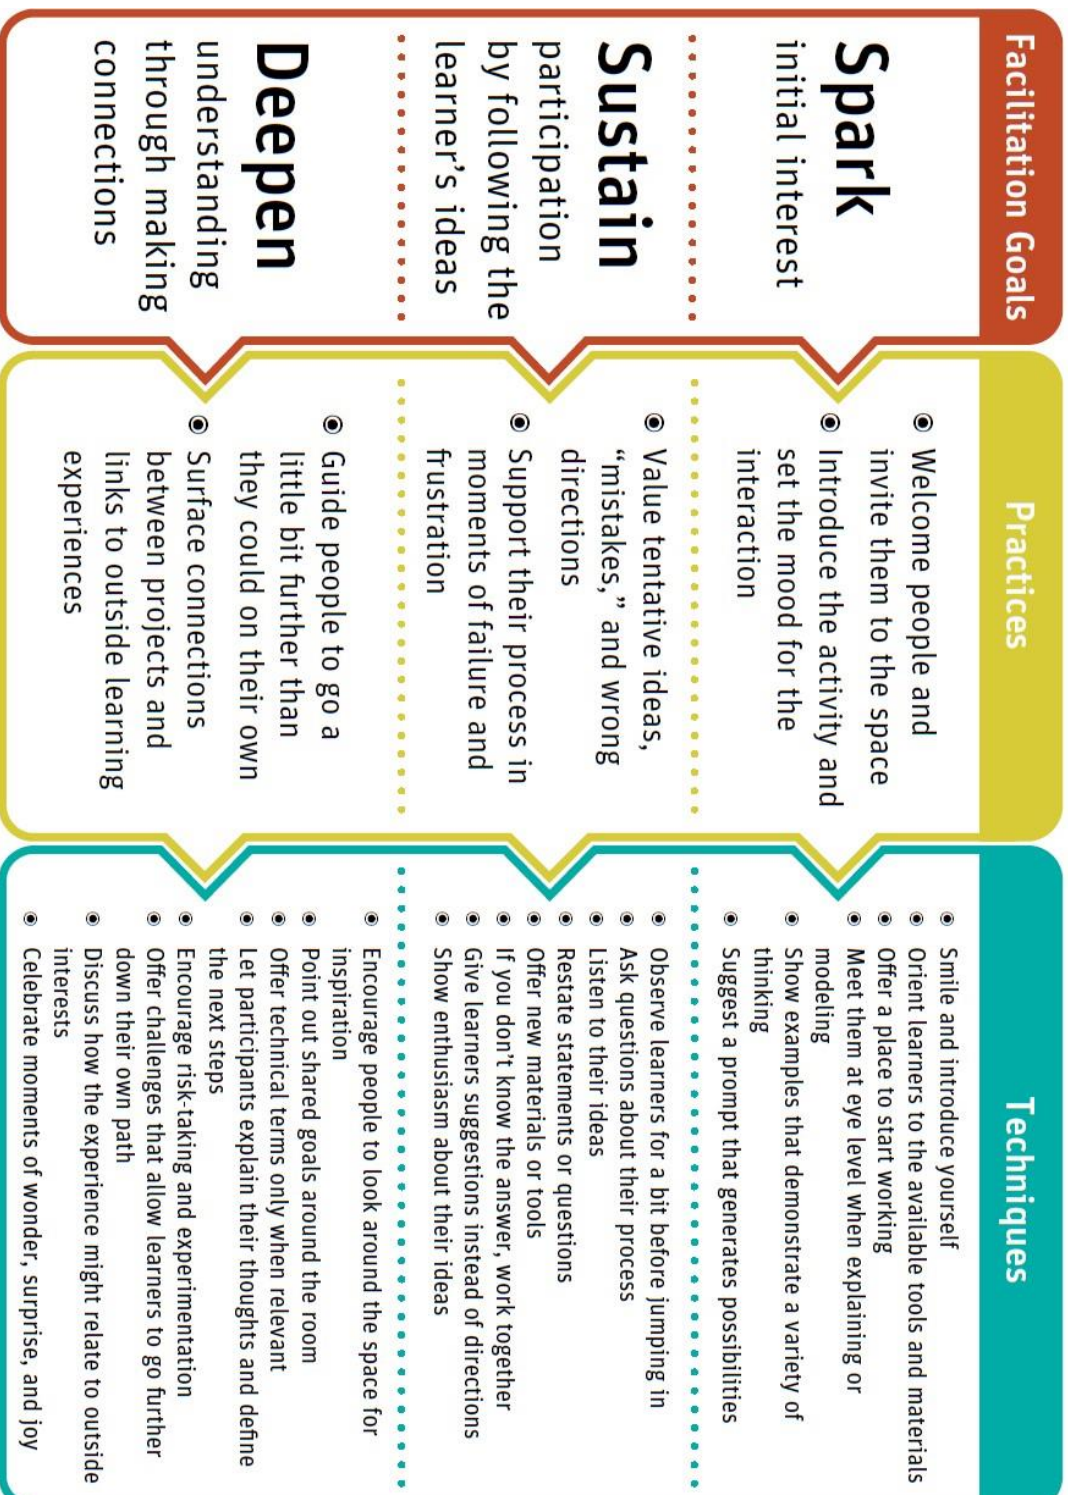 Facilitation Goals
Spark
initial interest
Sustain
participation
by following the
learner’s ideas
Deepen
understanding
through making
connections
Practices
◉ Welcome people and
invite them to the space
◉ Introduce the activity and
set the mood for the
interaction
◉ Value tentative ideas,
“mistakes,” and wrong
directions
◉ Support their process in
moments of failure and
frustration
◉ Guide people to go a
little bit further than
they could on their own
◉ Surface connections
between projects and
links to outside learning
experiences
Techniques
◉ Smile and introduce yourself
◉ Orient learners to the available tools and materials
◉ Offer a place to start working
◉ Meet them at eye level when explaining or
modeling
◉ Show examples that demonstrate a variety of
thinking
◉ Suggest a prompt that generates possibilities
◉ Observe learners for a bit before jumping in
◉ Ask questions about their process
◉ Listen to their ideas
◉ Restate statements or questions
◉ Offer new materials or tools
◉ If you don’t know the answer, work together
◉ Give learners suggestions instead of directions
◉ Show enthusiasm about their ideas
◉ Encourage people to look around the space for
inspiration
◉ Point out shared goals around the room
◉ Offer technical terms only when relevant
◉ Let participants explain their thoughts and define
the next steps
◉ Encourage risk-taking and experimentation
◉ Offer challenges that allow learners to go further
down their own path
◉ Discuss how the experience might relate to outside
interests
◉ Celebrate moments of wonder, surprise, and joy